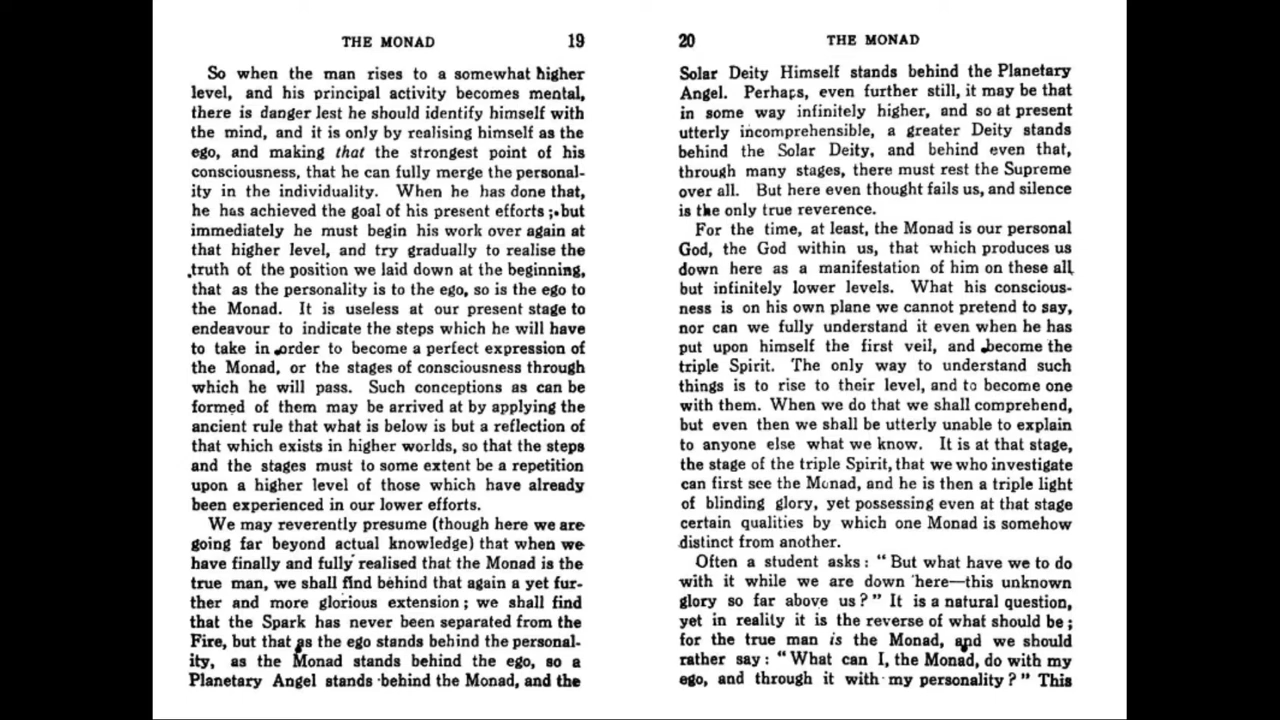 THE MONAD 19
So when the man rises to a somewhat higher
level, and his principal activity becomes mental,
there is danger lest he should identify himself with
the mind, and it is only by realising himself as the
ego, and making that the strongest point of his
consciousness, that he can fully merge the personal-
ity in the individuality. When he has done that,
he has achieved the goal of his present efforts; but
immediately he must begin his work over again at
that higher level, and try gradually to realise the
truth of the position we laid down at the beginning,
that as the personality is to the ego, so is the ego to
the Monad. It is useless at our present stage to
endeavour to indicate the steps which he will have
to take in order to become a perfect expression of
the Monad, or the stages of consciousness through
which he will pass. Such conceptions as can be
formed of them may be arrived at by applying the
ancient rule that what is below is but a reflection of
that which exists in higher worlds, so that the steps
and the stages must to some extent be a repetition
upon a higher level of those which have already
been experienced in our lower efforts.
We may reverently presume (though here we are
going far beyond actual knowledge) that when we
have finally and fully realised that the Monad is the
true man, we shall find behind that again a yet fur-
ther and more glorious extension; we shall find
that the Spark has never been separated from the
Fire, but that as the ego stands behind the personal-
ity, as the Monad stands behind the ego, so a
Planetary Angel stands behind the Monad, and the
20 THE MONAD
Solar Deity Himself stands behind the Planetary
Angel. Perhaps, even further still, it may be that
in some way infinitely higher, and so at present
utterly incomprehensible, a greater Deity stands
behind the Solar Deity, and behind even that,
through many stages, there must rest the Supreme
over all. But here even thought fails us, and silence
is the only true reverence.
For the time, at least, the Monad is our personal
God, the God within us, that which produces us
down here as a manifestation of him on these all
but infinitely lower levels. What his conscious-
ness is on his own plane we cannot pretend to say,
nor can we fully understand it even when he has
put upon himself the first veil, and become the
triple Spirit. The only way to understand such
things is to rise to their level, and to become one
with them. When we do that we shall comprehend,
but even then we shall be utterly unable to explain
to anyone else what we know. It is at that stage,
the stage of the triple Spirit, that we who investigate
can first see the Monad, and he is then a triple light
of blinding glory, yet possessing even at that stage
certain qualities by which one Monad is somehow
distinct from another.
Often a student asks: "But what have we to do
with it while we are down here—this unknown
glory so far above us?" It is a natural question,
yet in reality it is the reverse of what should be;
for the true man is the Monad, and we should
rather say: "What can I, the Monad, do with my
ego, and through it with my personality?" This